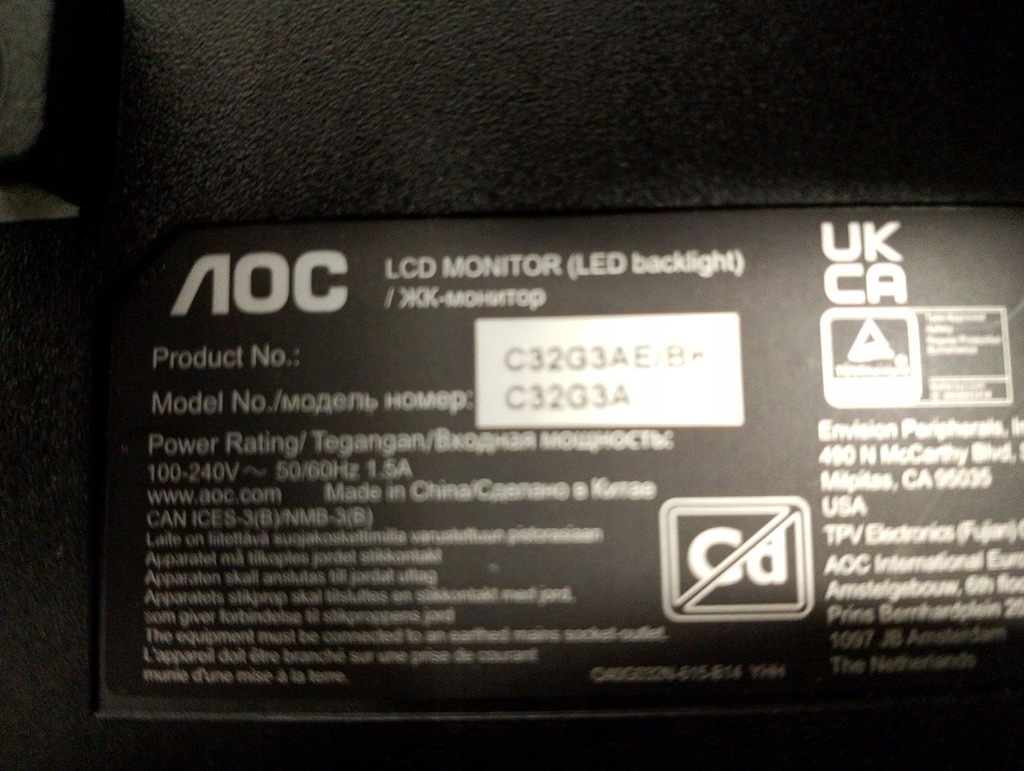 AOC
LCD MONITOR (LED backlight)
/ ЖК-монитор
Product No.:
C32G3AE/BK
Model No./модель номер:
C32G3A
Power Rating/ Tegangan/Входная мощность:
100-240V ~ 50/60Hz 1.5A
www.aoc.com Made in China/Сделано в Китае
CAN ICES-3(B)/NMB-3(B)
Laite on liitettävä suojakoskettimilla varustettuun pistorasiaan
Apparatet må tilkoples jordet stikkontakt
Apparaten skall anslutas till jordat uttag
Apparatets stikprop skal tilsluttes en stikkontakt med jord,
som giver forbindelse til stikproppens jord
The equipment must be connected to an earthed mains socket-outlet.
L'appareil doit être branché sur une prise de courant
munie d'une mise à la terre.
Cd
UK
CA
Envision Peripherals,
490 N McCarthy Blvd,
Milpitas, CA 95035
USA
TPV Electronics (Fujian)
AOC International
Amstelgebouw, 6th
Prins Bernhardplein
1097 JB Amsterdam
The Netherlands